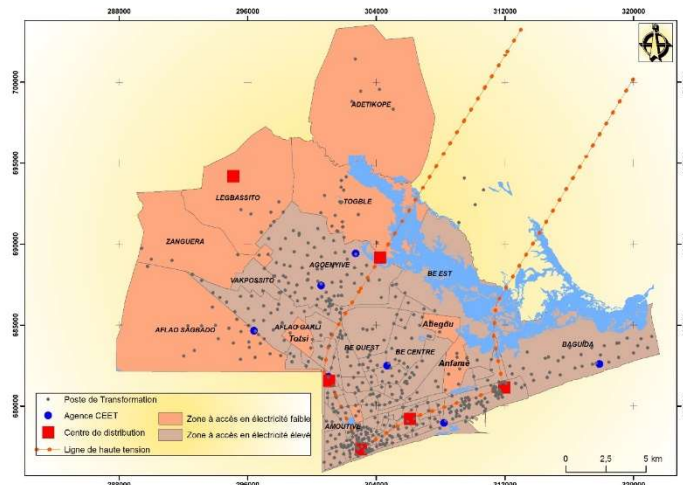 288000 296000 304000 312000 320000
700000
695000
690000
685000
680000
ADETIKOPE
LEGBASSITO
TOGBLE
ZANGUERA
AGOENYIVE
VAKPOSSITO
BE EST
AFLAO SAGBADO
AFLAO GAKLI
Totsi
Abegdu
BE OUEST
BE CENTRE
Anfamé
BAGUIDA
AMOUTIVE
Poste de Transformation
Agence CEET
Centre de distribution
Ligne de haute tension
Zone à accès en électricité faible
Zone à accès en électricité élevé
0 2,5 5 km
288000 296000 304000 312000 320000